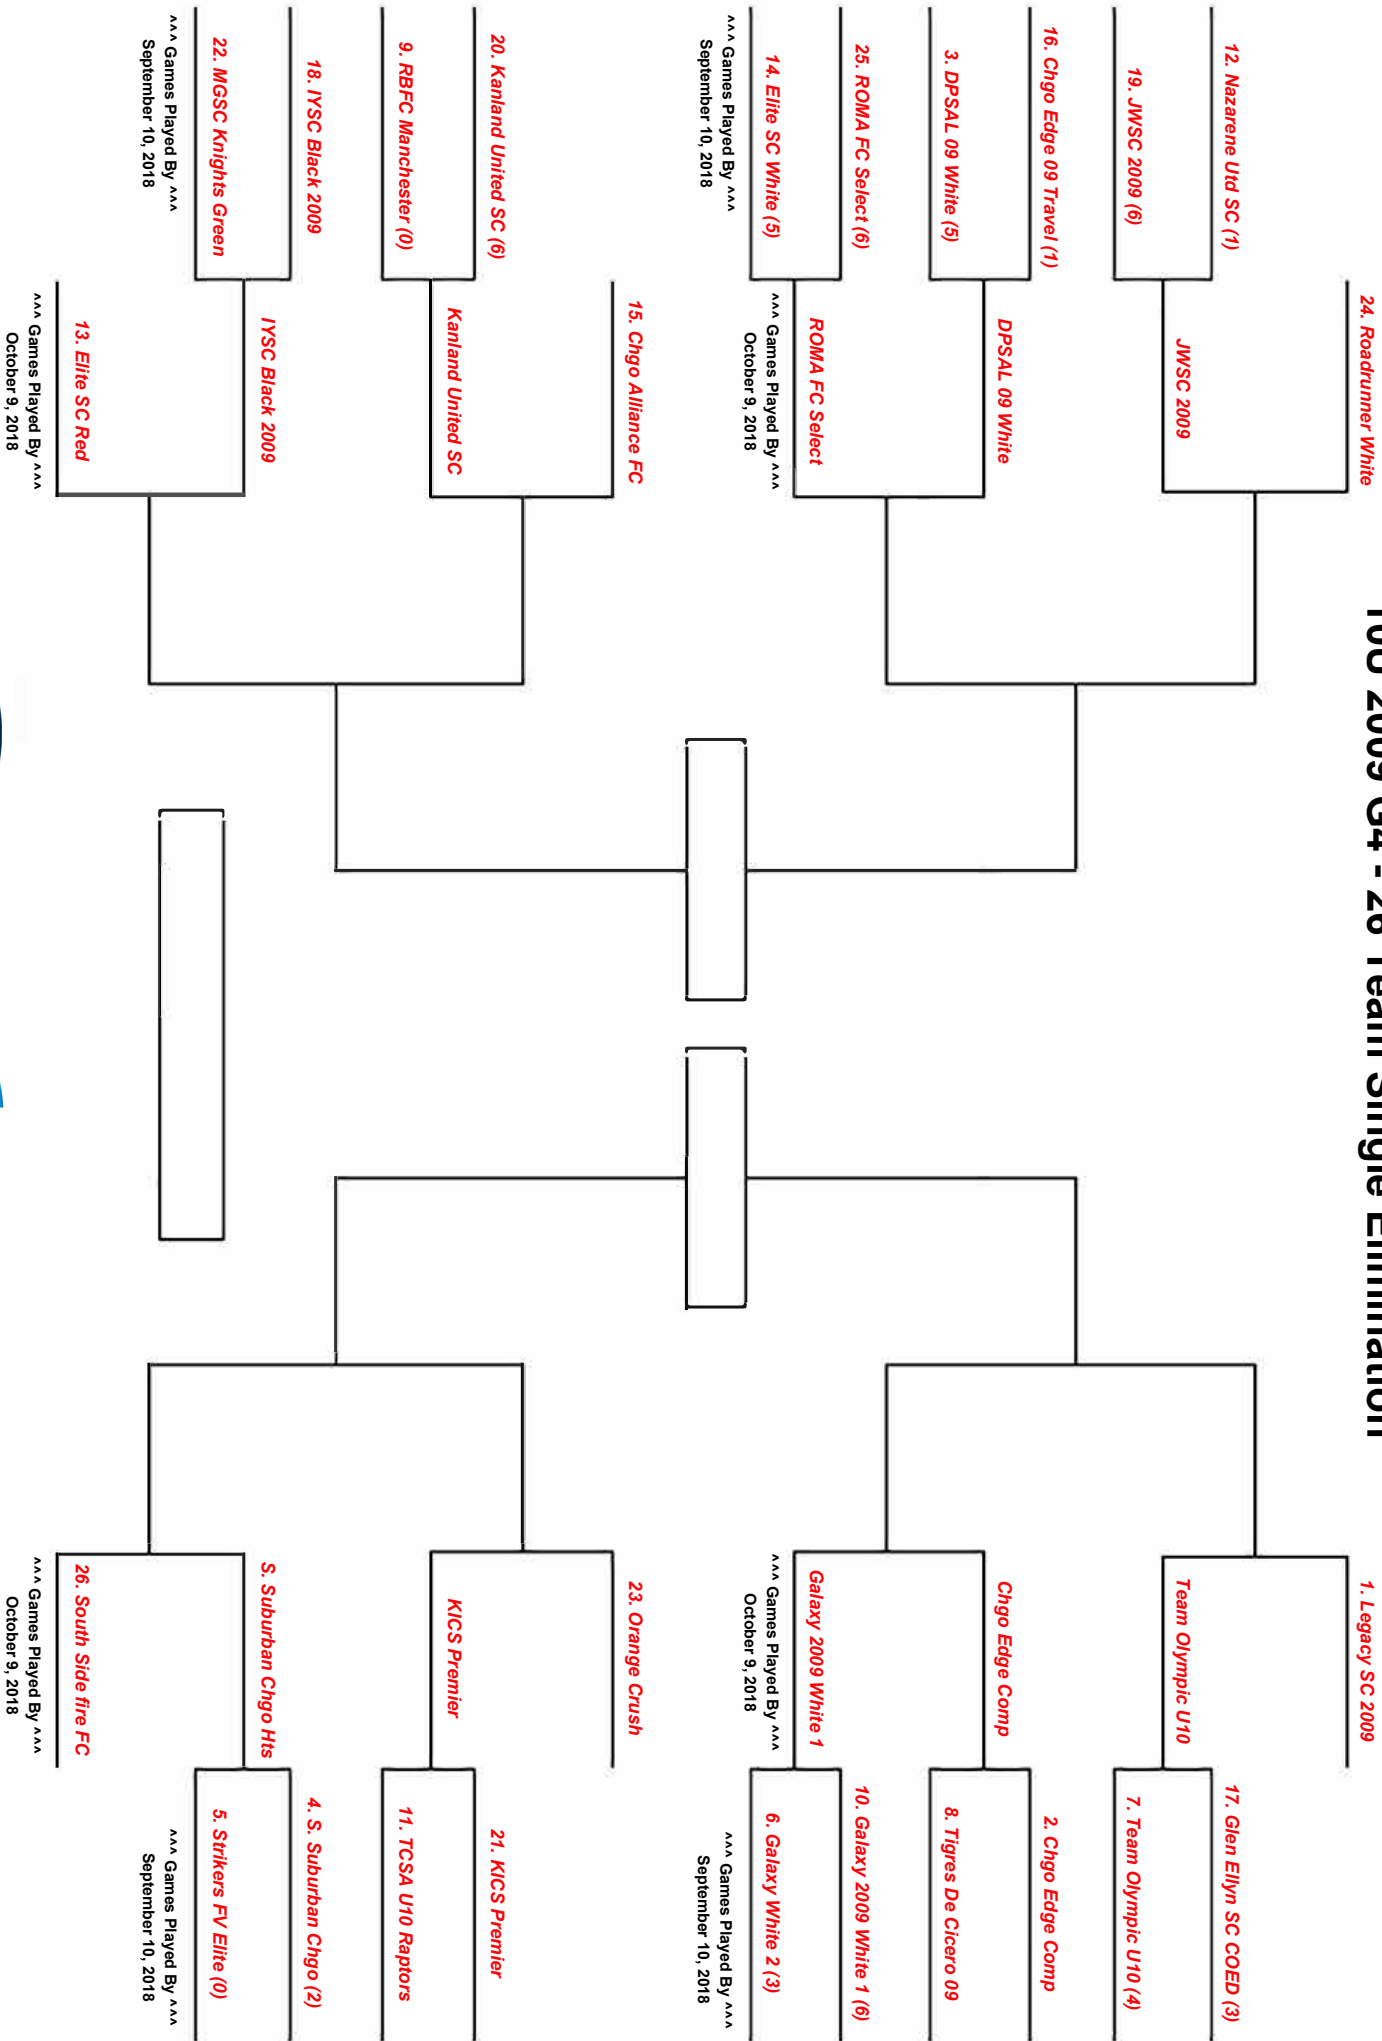 10U 2009 G4 - 26 Team Single Elimination
24. Roadrunner White
12. Nazarene Utd SC (1)
JWSC 2009
19. JWSC 2009 (6)
16. Chgo Edge 09 Travel (1)
DPSAL 09 White
3. DPSAL 09 White (5)
25. ROMA FC Select (6)
ROMA FC Select
14. Elite SC White (5)
^^^ Games Played By ^^^
October 9, 2018
^^^ Games Played By ^^^
September 10, 2018
15. Chgo Alliance FC
20. Kanland United SC (6)
Kanland United SC
9. RBFC Manchester (0)
18. IYSC Black 2009
IYSC Black 2009
22. MGSC Knights Green
^^^ Games Played By ^^^
September 10, 2018
13. Elite SC Red
^^^ Games Played By ^^^
October 9, 2018
1. Legacy SC 2009
17. Glen Ellyn SC COED (3)
Team Olympic U10
7. Team Olympic U10 (4)
2. Chgo Edge Comp
Chgo Edge Comp
8. Tigres De Cicero 09
10. Galaxy 2009 White 1 (6)
Galaxy 2009 White 1
6. Galaxy White 2 (3)
^^^ Games Played By ^^^
October 9, 2018
^^^ Games Played By ^^^
September 10, 2018
23. Orange Crush
21. KICS Premier
KICS Premier
11. TCSA U10 Raptors
4. S. Suburban Chgo (2)
S. Suburban Chgo Hts
5. Strikers FV Elite (0)
^^^ Games Played By ^^^
September 10, 2018
26. South Side fire FC
^^^ Games Played By ^^^
October 9, 2018